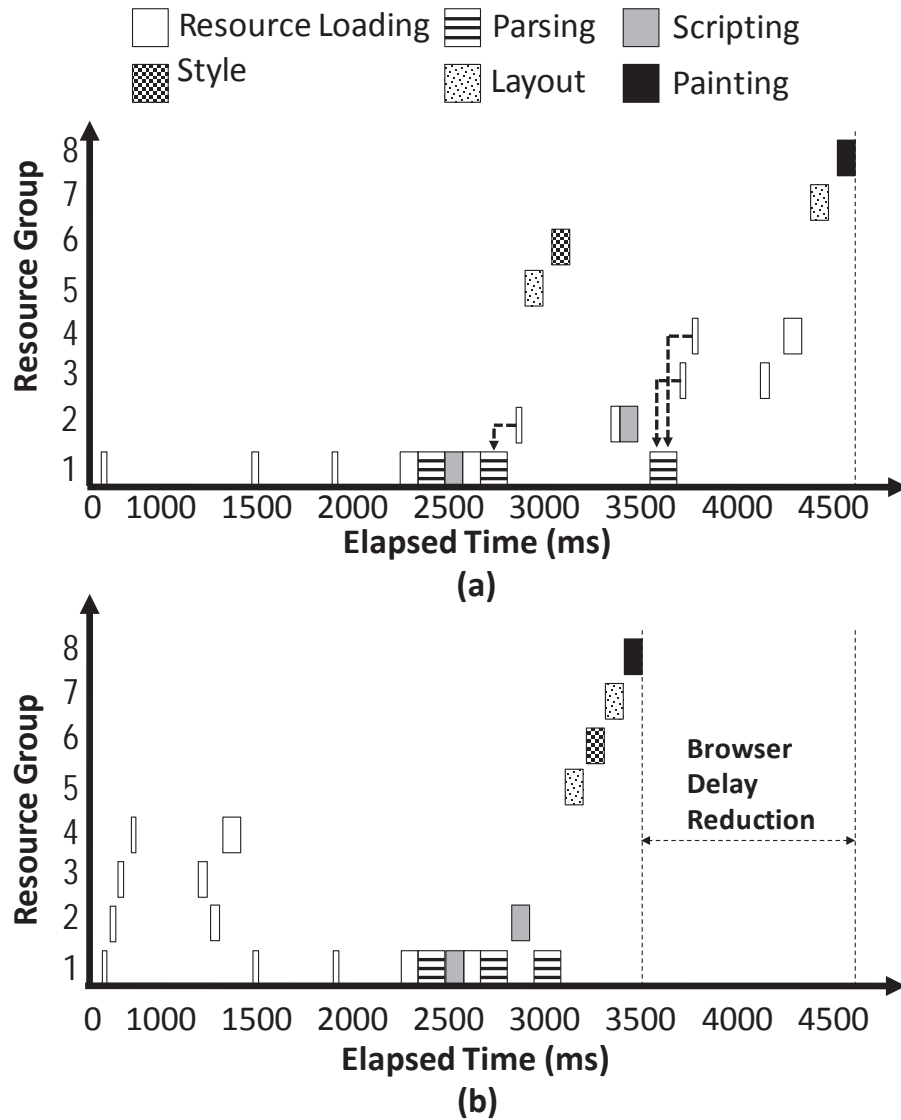 Resource Loading Parsing Scripting
Style Layout Painting
Resource Group
8
7
6
5
4
3
2
1
0 1000 1500 2000 2500 3000 3500 4000 4500
Elapsed Time (ms)
(a)
Resource Group
8
7
6
5
4
3
2
1
Browser
Delay
Reduction
0 1000 1500 2000 2500 3000 3500 4000 4500
Elapsed Time (ms)
(b)